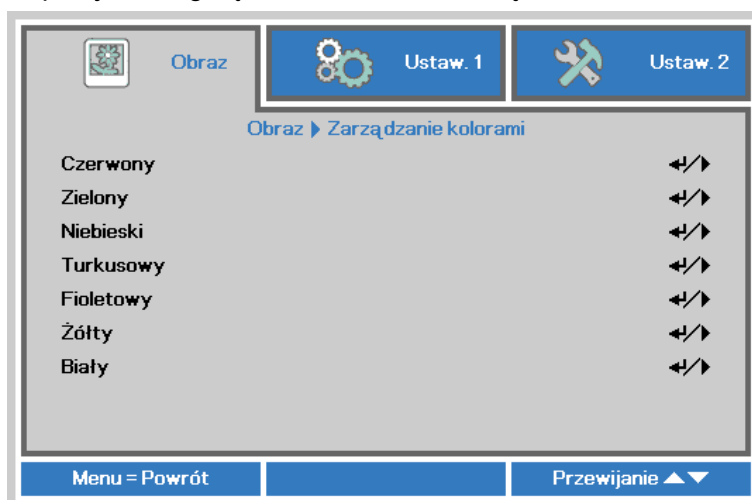 Obraz Ustaw. 1 Ustaw. 2
Obraz Zarządzanie kolorami
Czerwony
Zielony
Niebieski
Turkusowy
Fioletowy
Żółty
Biały
Menu = Powrót Przewijanie